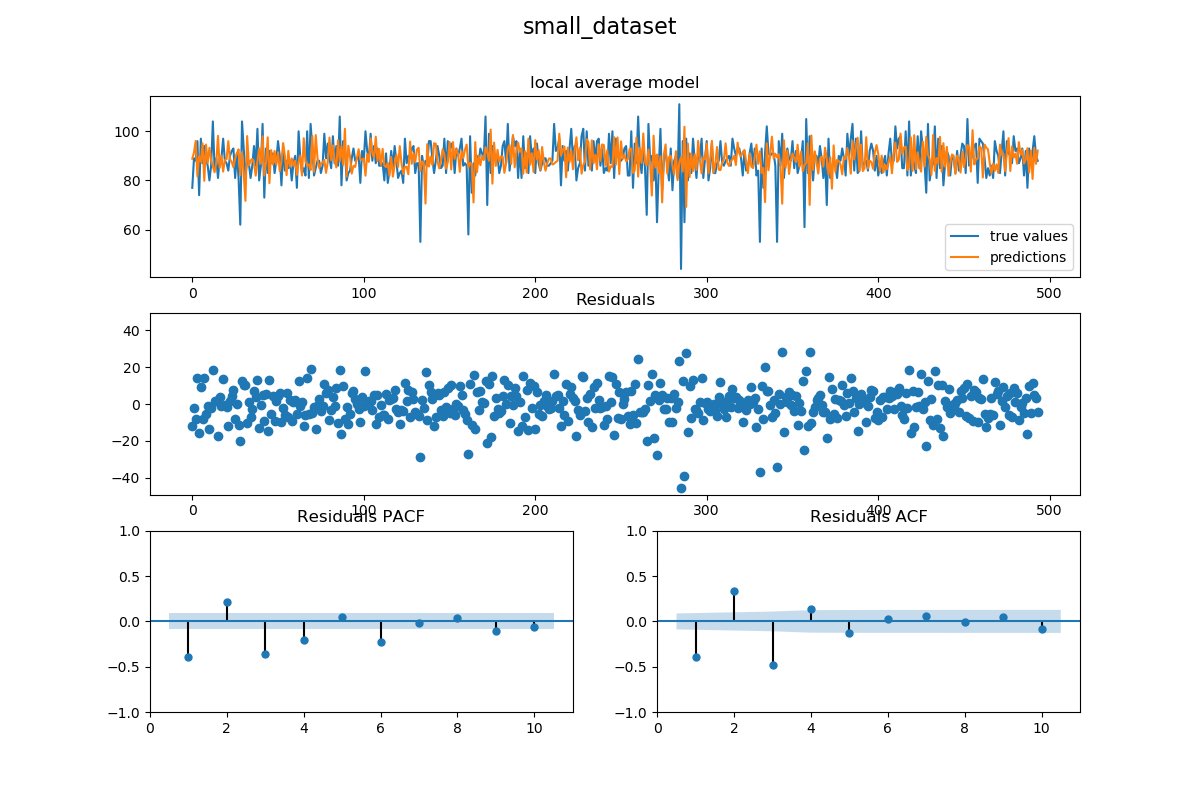 small_dataset
local average model
100
80
60
true values
predictions
0 100 200 300 400 500
Residuals
40
20
0
−20
−40
0 100 200 300 400 500
Residuals PACF Residuals ACF
1.0 1.0
0.5 0.5
0.0 0.0
−0.5 −0.5
−1.0 −1.0
0 2 4 6 8 10 0 2 4 6 8 10